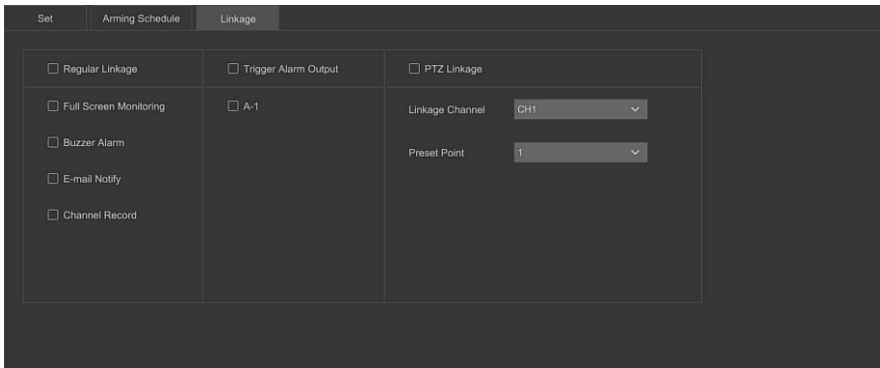 Set Arming Schedule Linkage
Regular Linkage Trigger Alarm Output PTZ Linkage
Full Screen Monitoring A-1 Linkage Channel CH1
Buzzer Alarm
Preset Point 1
E-mail Notify
Channel Record